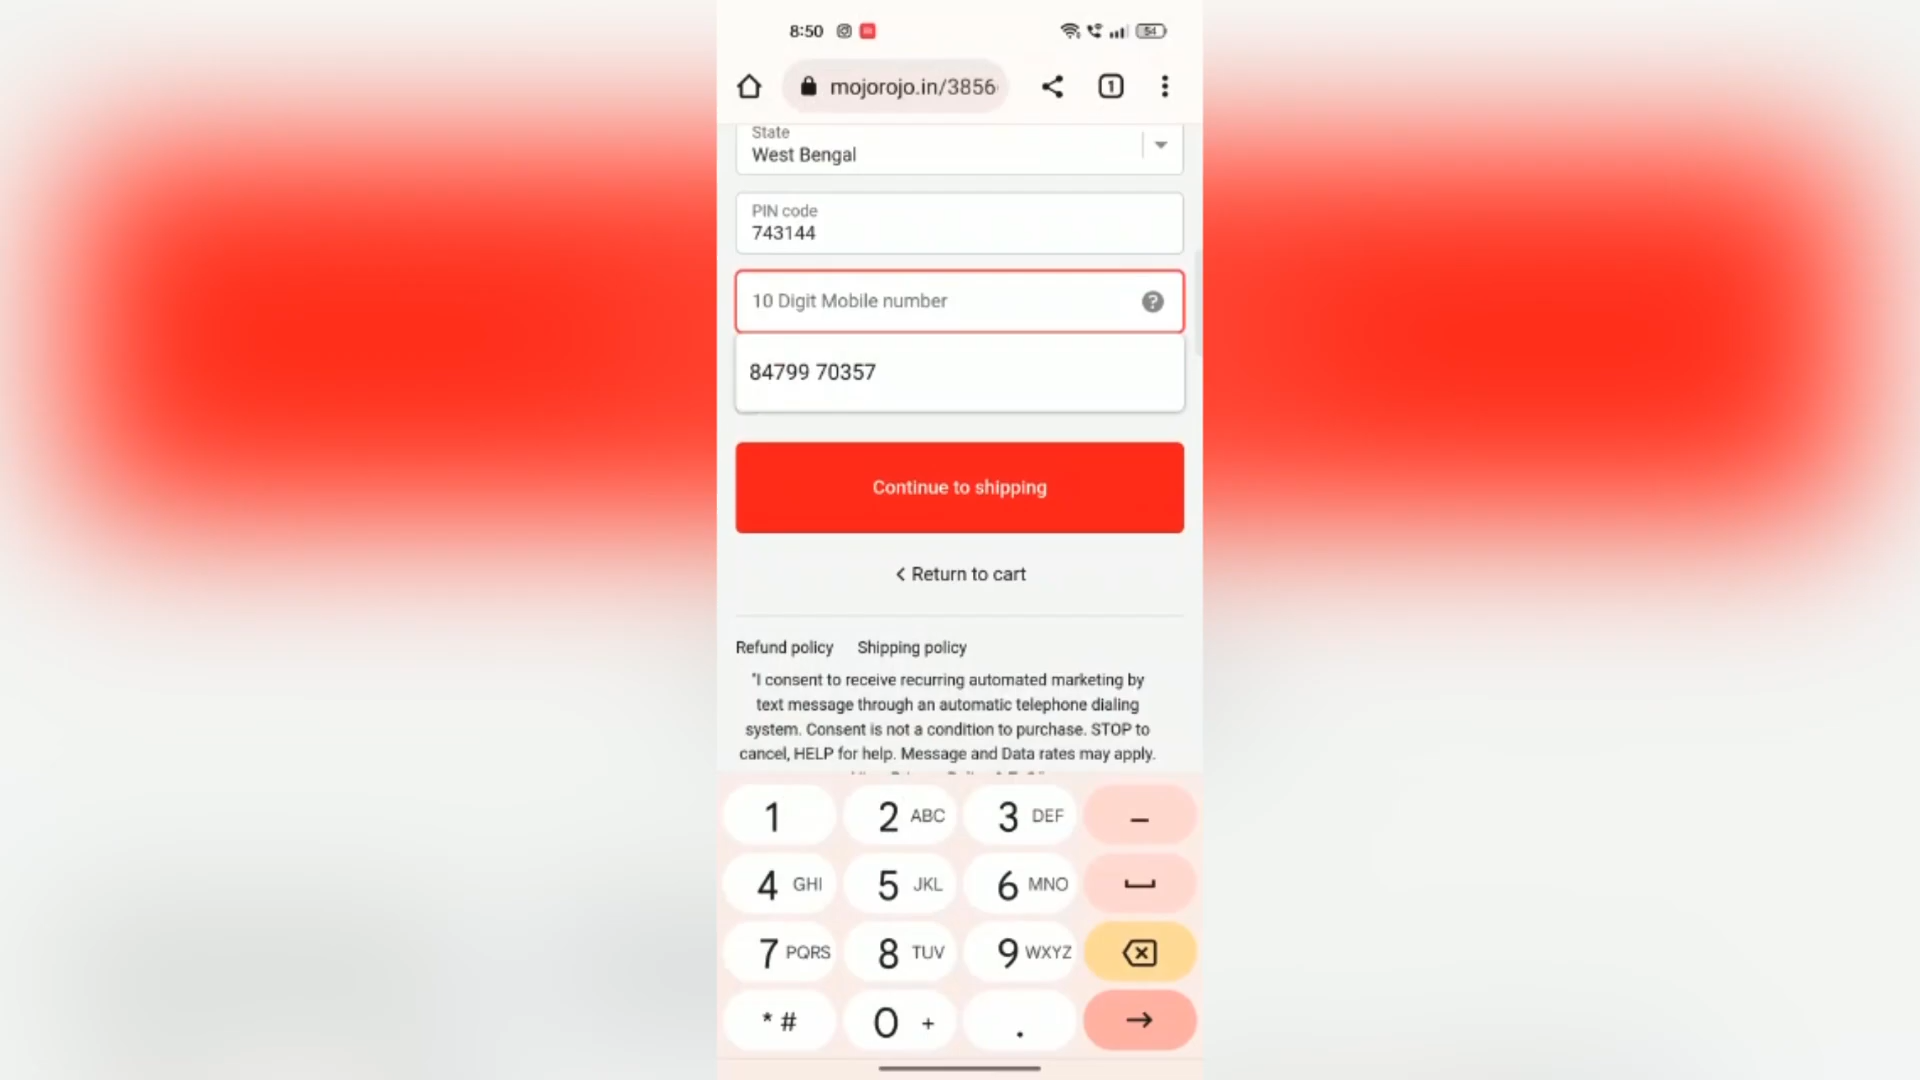 8:50
54
mojorojo.in/3856
1
State
West Bengal
PIN code
743144
10 Digit Mobile number
?
84799 70357
Continue to shipping
< Return to cart
Refund policy Shipping policy
"I consent to receive recurring automated marketing by
text message through an automatic telephone dialing
system. Consent is not a condition to purchase. STOP to
cancel, HELP for help. Message and Data rates may apply.
1 2 ABC 3 DEF –
4 GHI 5 JKL 6 MNO
7 PQRS 8 TUV 9 WXYZ
* # 0 + .